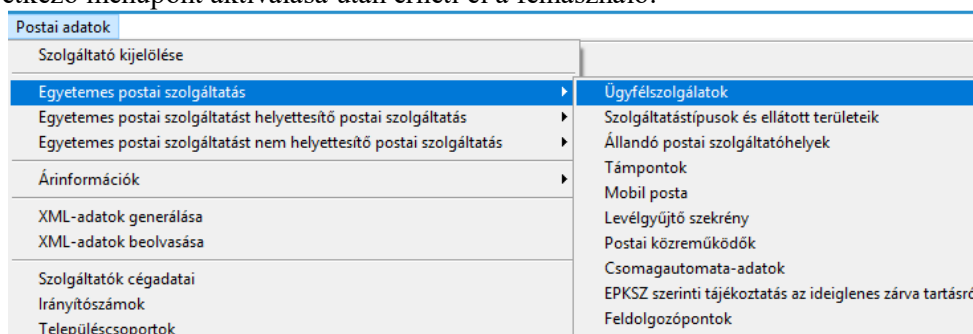 Postai adatok
Szolgáltató kijelölése
Egyetemes postai szolgáltatás
Egyetemes postai szolgáltatást helyettesítő postai szolgáltatás
Egyetemes postai szolgáltatást nem helyettesítő postai szolgáltatás
Árinformációk
XML-adatok generálása
XML-adatok beolvasása
Szolgáltatók cégadatai
Irányítószámok
Településcsoportok
Ügyfélszolgálatok
Szolgáltatástípusok és ellátott területeik
Állandó postai szolgáltatóhelyek
Támpontok
Mobil posta
Levélgyűjtő szekrény
Postai közreműködők
Csomagautomata-adatok
EPKSZ szerinti tájékoztatás az ideiglenes zárva tartásró
Feldolgozópontok